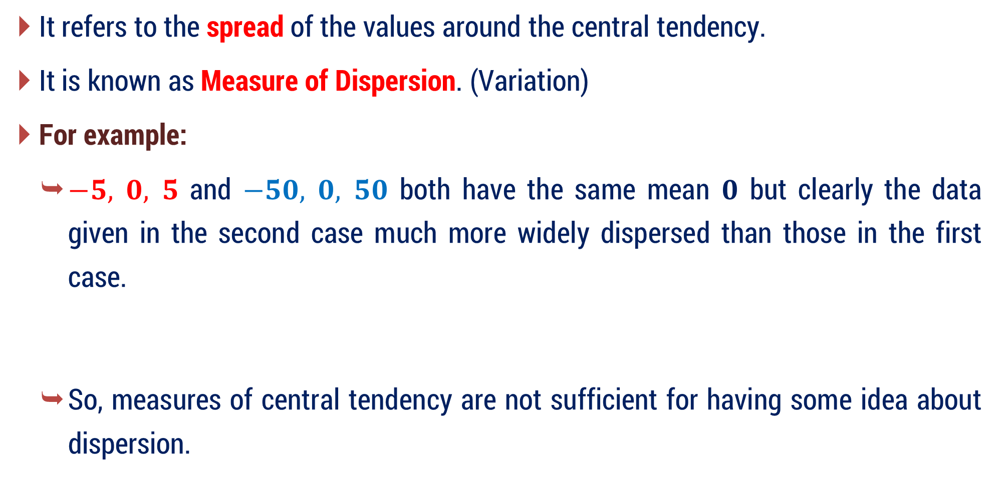 It refers to the spread of the values around the central tendency.
It is known as Measure of Dispersion. (Variation)
For example:
−5, 0, 5 and −50, 0, 50 both have the same mean 0 but clearly the data
given in the second case much more widely dispersed than those in the first
case.
So, measures of central tendency are not sufficient for having some idea about
dispersion.